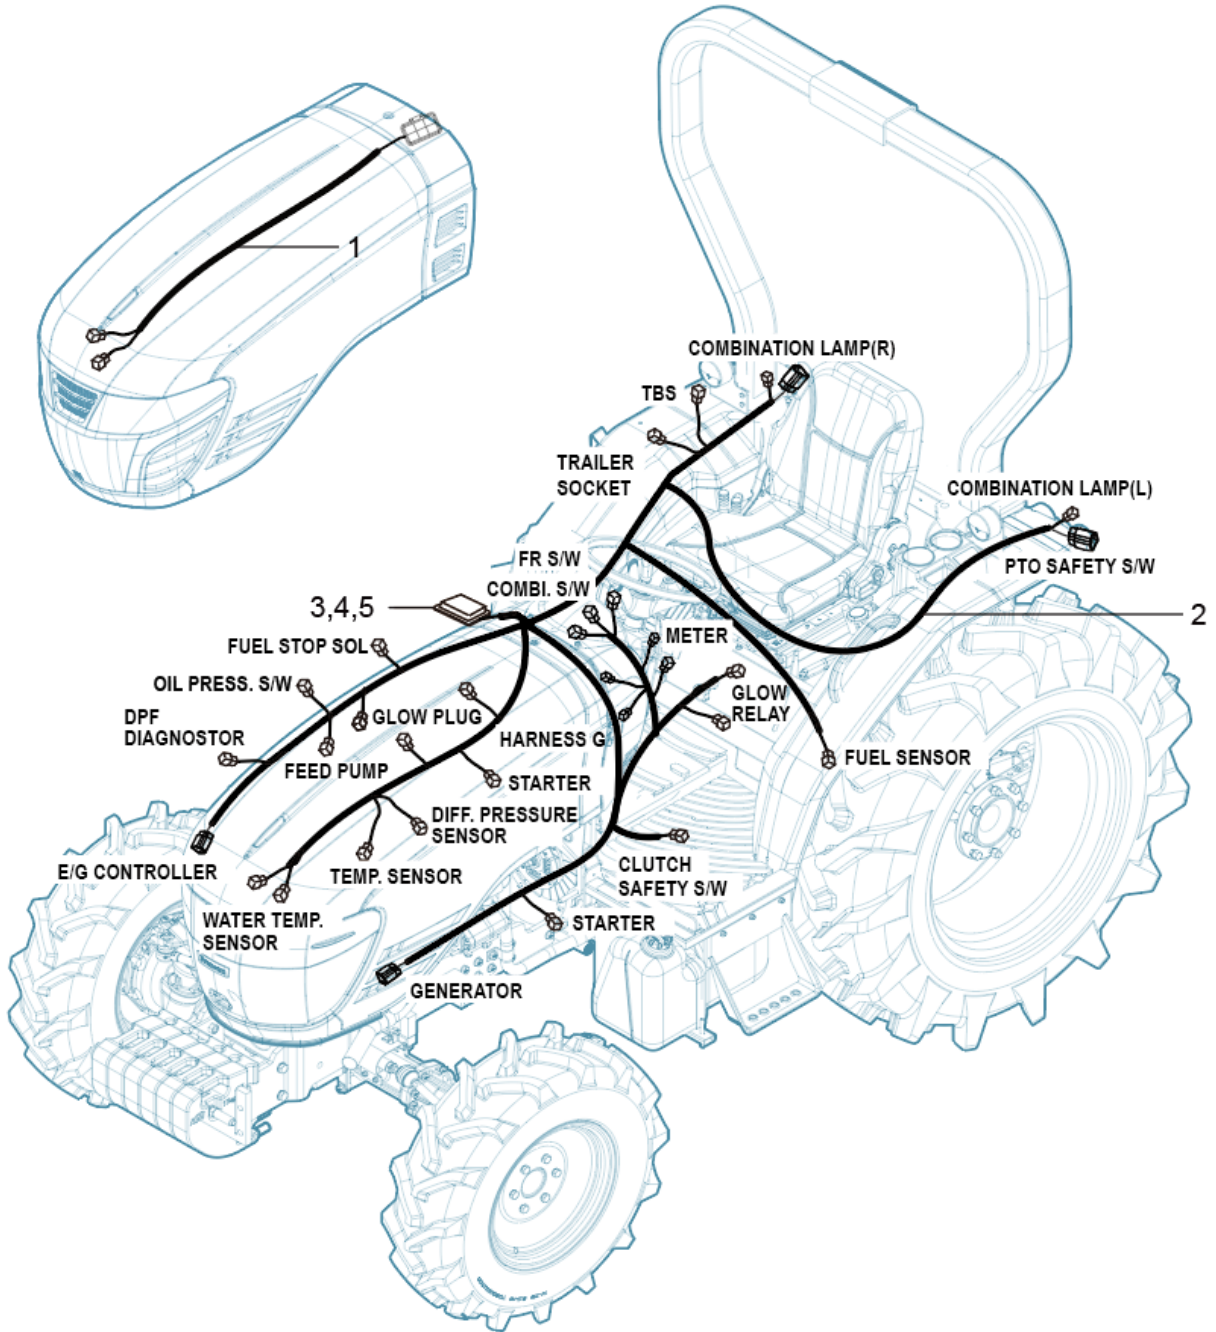 1
COMBINATION LAMP(R)
TBS
TRAILER
SOCKET
COMBINATION LAMP(L)
FR S/W
PTO SAFETY S/W
COMBI. S/W
3,4,5
2
METER
FUEL STOP SOL
OIL PRESS. S/W
GLOW
RELAY
DPF
DIAGNOSTOR
GLOW PLUG
HARNESS G
FUEL SENSOR
FEED PUMP
STARTER
DIFF. PRESSURE
SENSOR
E/G CONTROLLER
TEMP. SENSOR
CLUTCH
SAFETY S/W
WATER TEMP.
SENSOR
STARTER
GENERATOR